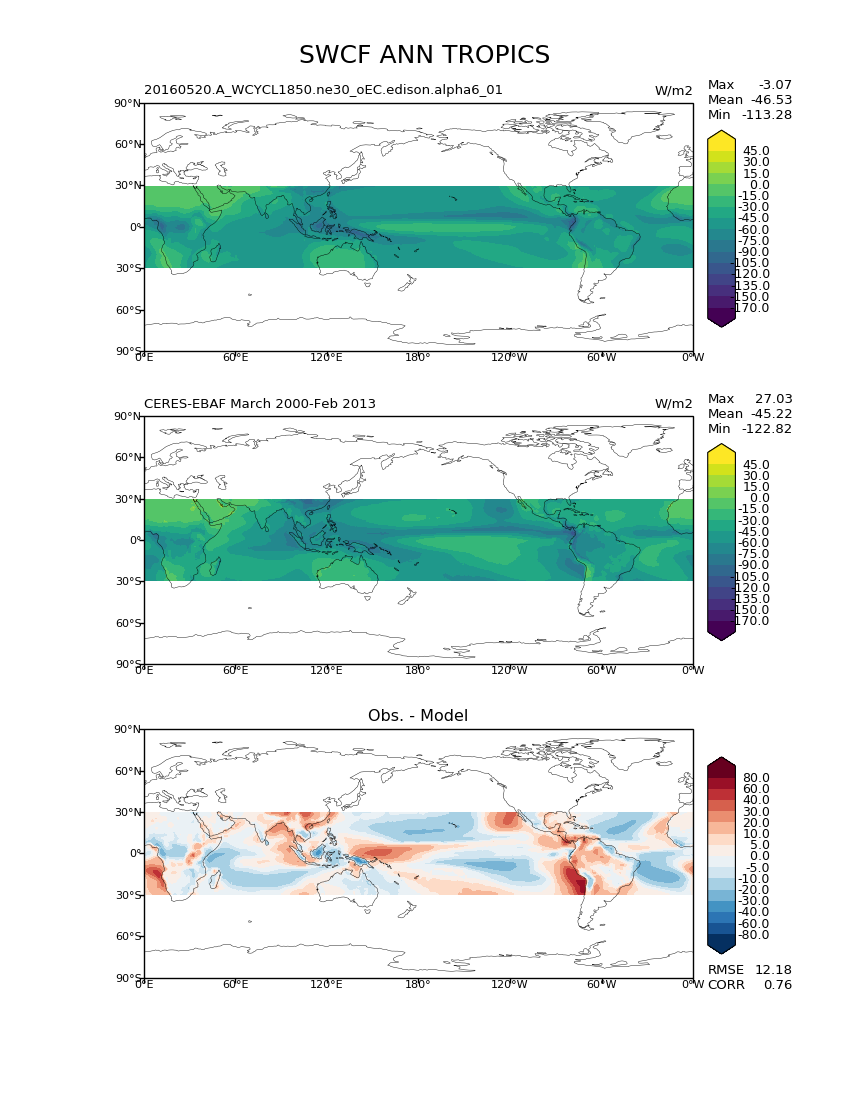 SWCF ANN TROPICS
20160520.A_WCYCL1850.ne30_oEC.edison.alpha6_01 W/m2
Max -3.07
Mean -46.53
Min -113.28
90°N
60°N
30°N
0°
30°S
60°S
90°S
0°E 60°E 120°E 180° 120°W 60°W 0°W
45.0
30.0
15.0
0.0
-15.0
-30.0
-45.0
-60.0
-75.0
-90.0
-105.0
-120.0
-135.0
-150.0
-170.0
CERES-EBAF March 2000-Feb 2013 W/m2
Max 27.03
Mean -45.22
Min -122.82
90°N
60°N
30°N
0°
30°S
60°S
90°S
0°E 60°E 120°E 180° 120°W 60°W 0°W
45.0
30.0
15.0
0.0
-15.0
-30.0
-45.0
-60.0
-75.0
-90.0
-105.0
-120.0
-135.0
-150.0
-170.0
Obs. - Model
90°N
60°N
30°N
0°
30°S
60°S
90°S
0°E 60°E 120°E 180° 120°W 60°W 0°W
80.0
60.0
40.0
30.0
20.0
10.0
5.0
0.0
-5.0
-10.0
-20.0
-30.0
-40.0
-60.0
-80.0
RMSE 12.18
CORR 0.76